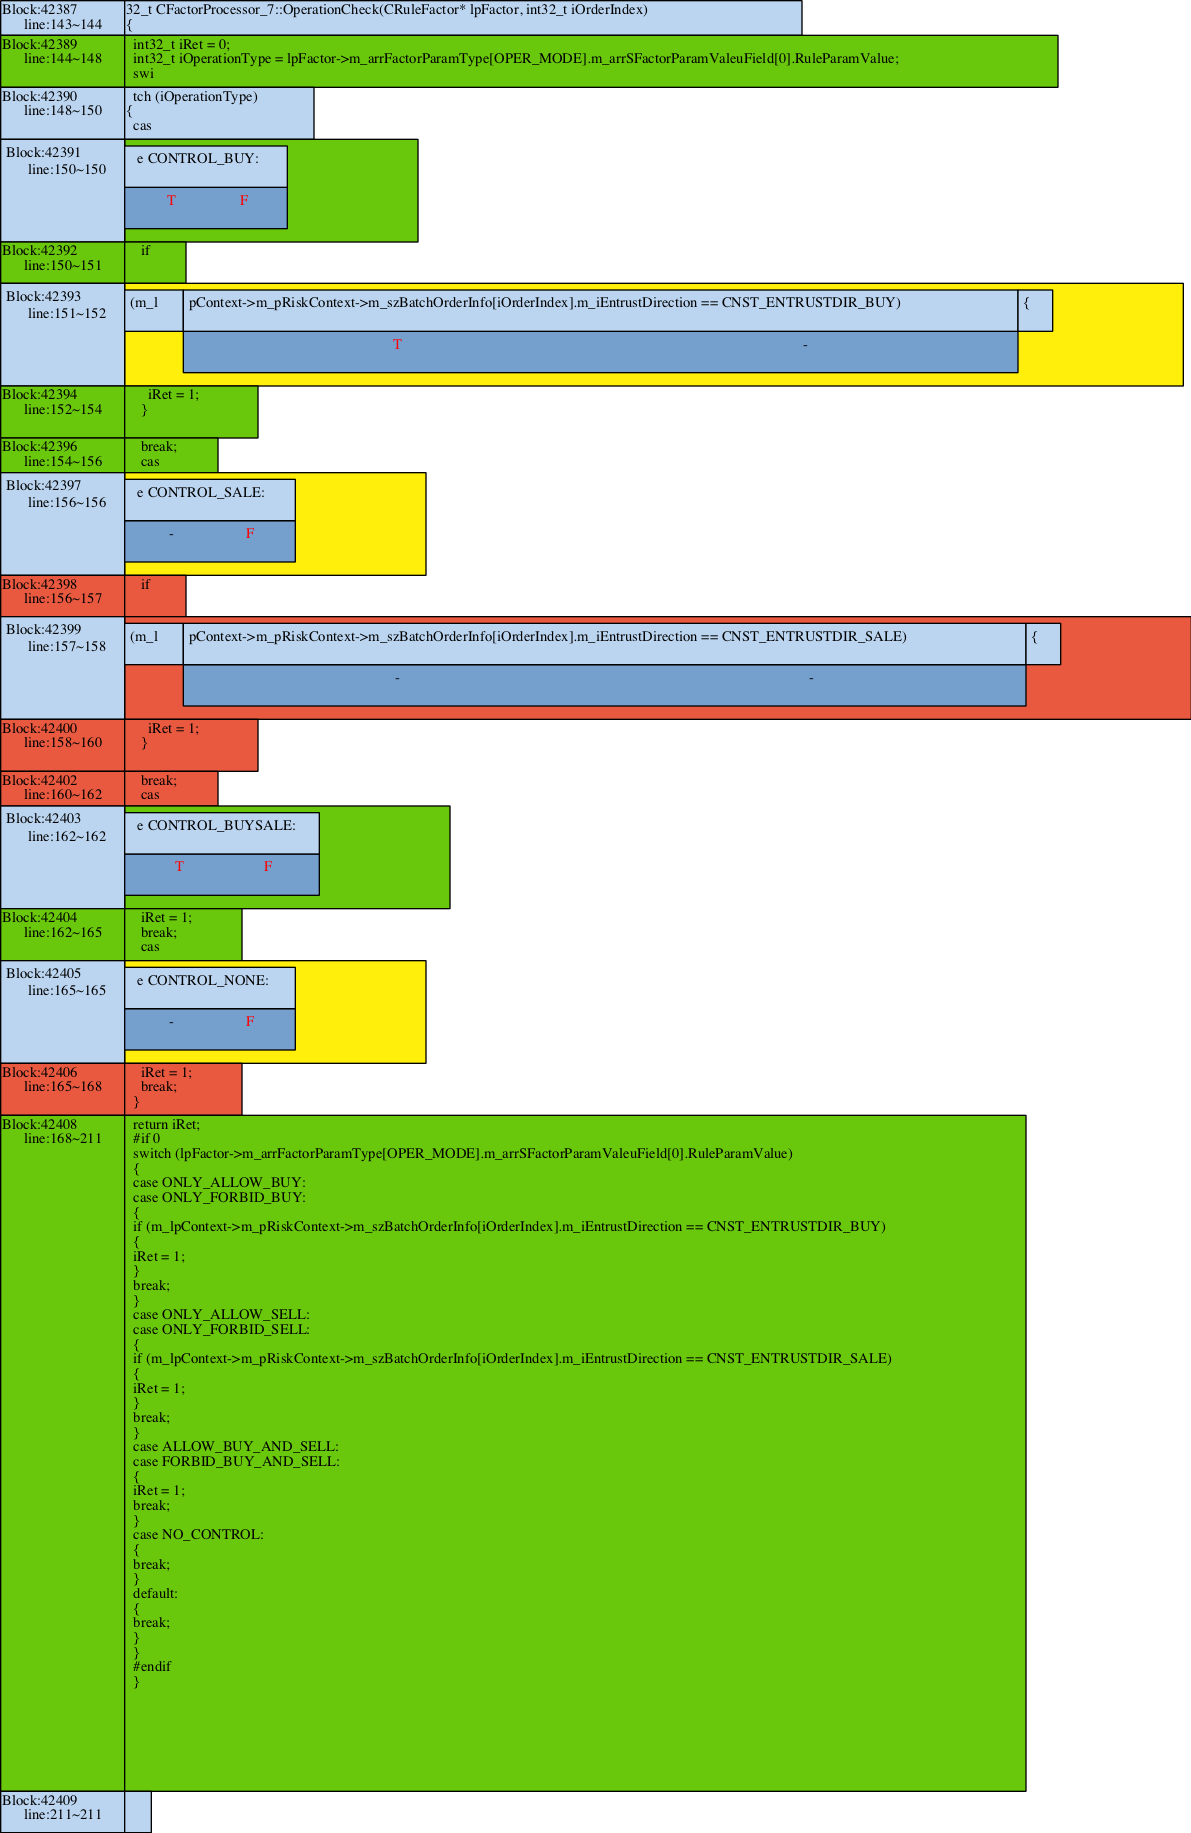 Block:42387
line:143~144
32_t CFactorProcessor_7::OperationCheck(CRuleFactor* lpFactor, int32_t iOrderIndex)
{
Block:42389
line:144~148
int32_t iRet = 0;
int32_t iOperationType = lpFactor->m_arrFactorParamType[OPER_MODE].m_arrSFactorParamValeuField[0].RuleParamValue;
swi
Block:42390
line:148~150
tch (iOperationType)
{
cas
Block:42391
line:150~150
e CONTROL_BUY:
T F
Block:42392
line:150~151
if
Block:42393
line:151~152
(m_l pContext->m_pRiskContext->m_szBatchOrderInfo[iOrderIndex].m_iEntrustDirection == CNST_ENTRUSTDIR_BUY) {
T -
Block:42394
line:152~154
iRet = 1;
}
Block:42396
line:154~156
break;
cas
Block:42397
line:156~156
e CONTROL_SALE:
- F
Block:42398
line:156~157
if
Block:42399
line:157~158
(m_l pContext->m_pRiskContext->m_szBatchOrderInfo[iOrderIndex].m_iEntrustDirection == CNST_ENTRUSTDIR_SALE) {
- -
Block:42400
line:158~160
iRet = 1;
}
Block:42402
line:160~162
break;
cas
Block:42403
line:162~162
e CONTROL_BUYSALE:
T F
Block:42404
line:162~165
iRet = 1;
break;
cas
Block:42405
line:165~165
e CONTROL_NONE:
- F
Block:42406
line:165~168
iRet = 1;
break;
}
Block:42408
line:168~211
return iRet;
#if 0
switch (lpFactor->m_arrFactorParamType[OPER_MODE].m_arrSFactorParamValeuField[0].RuleParamValue)
{
case ONLY_ALLOW_BUY:
case ONLY_FORBID_BUY:
{
if (m_lpContext->m_pRiskContext->m_szBatchOrderInfo[iOrderIndex].m_iEntrustDirection == CNST_ENTRUSTDIR_BUY)
{
iRet = 1;
}
break;
}
case ONLY_ALLOW_SELL:
case ONLY_FORBID_SELL:
{
if (m_lpContext->m_pRiskContext->m_szBatchOrderInfo[iOrderIndex].m_iEntrustDirection == CNST_ENTRUSTDIR_SALE)
{
iRet = 1;
}
break;
}
case ALLOW_BUY_AND_SELL:
case FORBID_BUY_AND_SELL:
{
iRet = 1;
break;
}
case NO_CONTROL:
{
break;
}
default:
{
break;
}
}
#endif
}
Block:42409
line:211~211